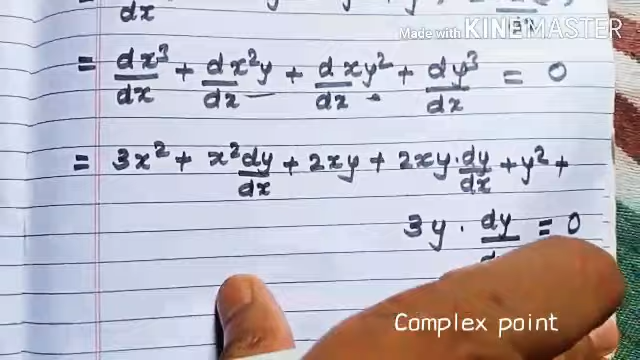 dx
Made with KINEMASTER
= dx³/dx + dx²y/dx + dxy²/dx + dy³/dx = 0
= 3x² + x² dy/dx + 2xy + 2xy · dy/dx + y² +
3y · dy/ = 0
Complex point